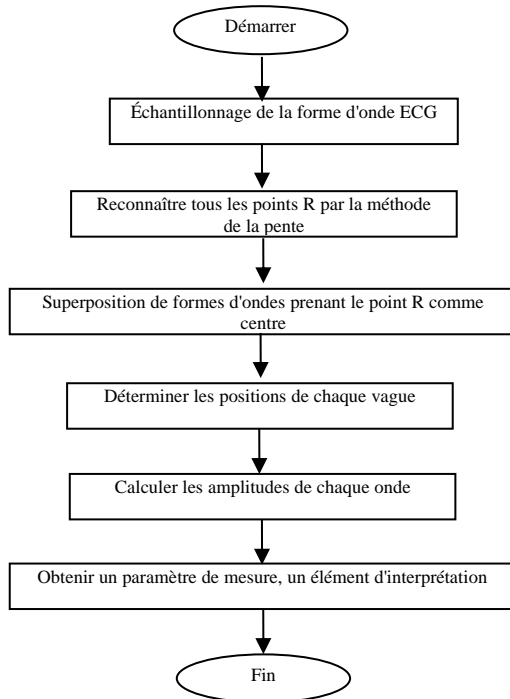 Démarrer
Échantillonnage de la forme d'onde ECG
Reconnaître tous les points R par la méthode
de la pente
Superposition de formes d'ondes prenant le point R comme
centre
Déterminer les positions de chaque vague
Calculer les amplitudes de chaque onde
Obtenir un paramètre de mesure, un élément d'interprétation
Fin